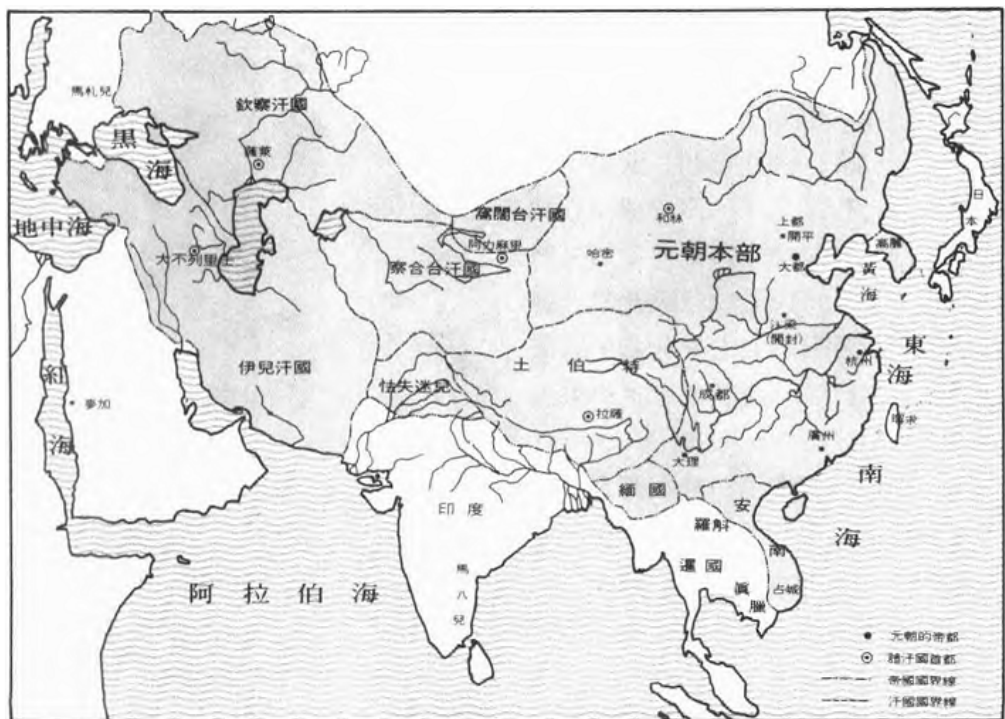 馬札兒
欽察汗國
薩萊
黑海
地中海
大不列里士
窩闊台汗國
阿力麻里
察合台汗國
和林
元朝本部
哈密
上都
開平
大都
高麗
日本
黃海
汴梁
(開封)
東海
杭州
伊兒汗國
怯失迷兒
土伯特
成都
紅海
麥加
拉薩
琉求
廣州
大理
南海
緬國
安南
印度
羅斛
暹國
馬八兒
占城
真臘
阿拉伯海
元朝的帝都
諸汗國首都
帝國國界線
汗國國界線